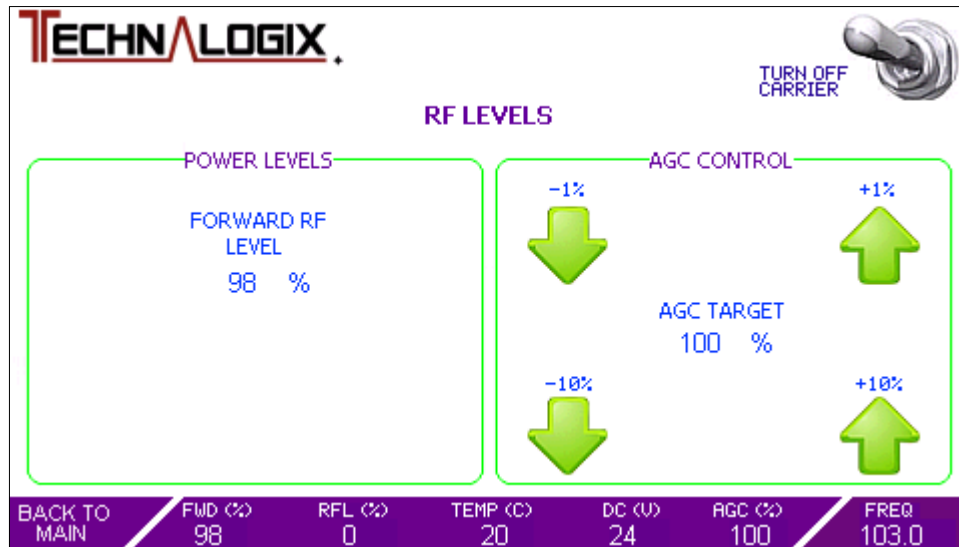 TECHNALOGIX
TURN OFF
CARRIER
RF LEVELS
POWER LEVELS
FORWARD RF
LEVEL
98 %
AGC CONTROL
-1% +1%
AGC TARGET
100 %
-10% +10%
BACK TO
MAIN
FWD (%) RFL (%) TEMP (C) DC (V) AGC (%) FREQ
98 0 20 24 100 103.0